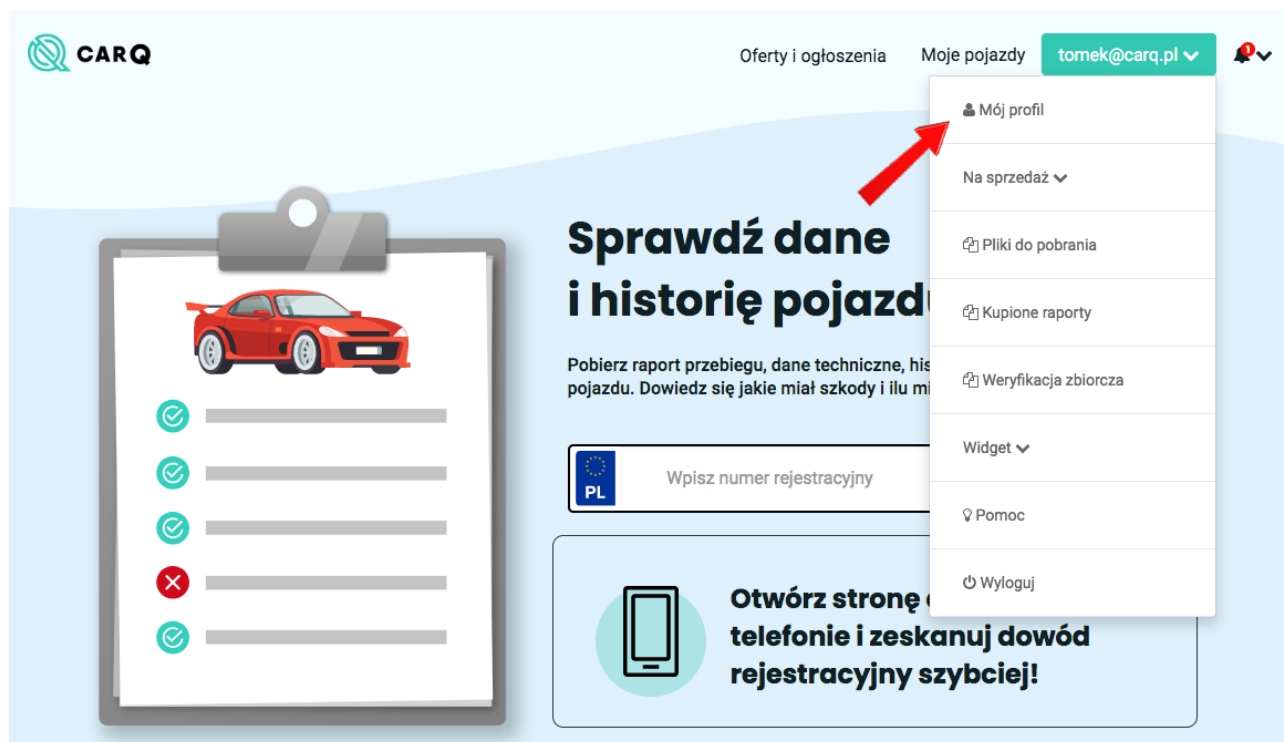 CARQ
Oferty i ogłoszenia
Moje pojazdy
tomek@carq.pl
1
Mój profil
Na sprzedaż
Pliki do pobrania
Kupione raporty
Weryfikacja zbiorcza
Widget
Pomoc
Wyloguj
Sprawdź dane
i historię pojazdu
Pobierz raport przebiegu, dane techniczne, his
pojazdu. Dowiedz się jakie miał szkody i ilu mi
PL
Wpisz numer rejestracyjny
Otwórz stronę
telefonie i zeskanuj dowód
rejestracyjny szybciej!